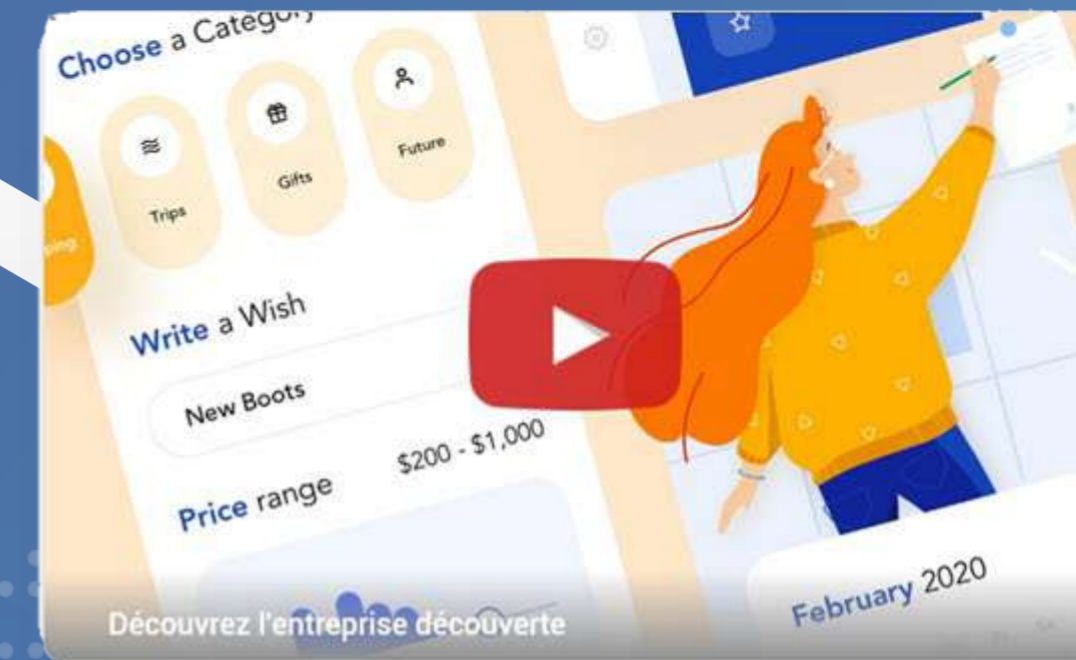 Choose a Category
Trips
Gifts
Future
ping
Write a Wish
New Boots
Price range
$200 - $1,000
February 2020
Découvrez l'entreprise découverte